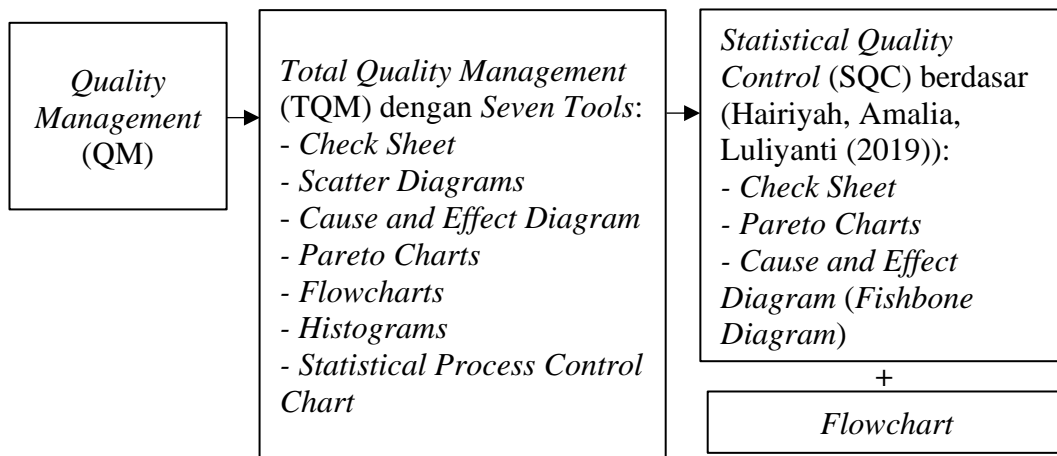 Quality
Management
(QM)
Total Quality Management
(TQM) dengan Seven Tools:
- Check Sheet
- Scatter Diagrams
- Cause and Effect Diagram
- Pareto Charts
- Flowcharts
- Histograms
- Statistical Process Control
Chart
Statistical Quality
Control (SQC) berdasar
(Hairiyah, Amalia,
Luliyanti (2019)):
- Check Sheet
- Pareto Charts
- Cause and Effect
Diagram (Fishbone
Diagram)
+
Flowchart